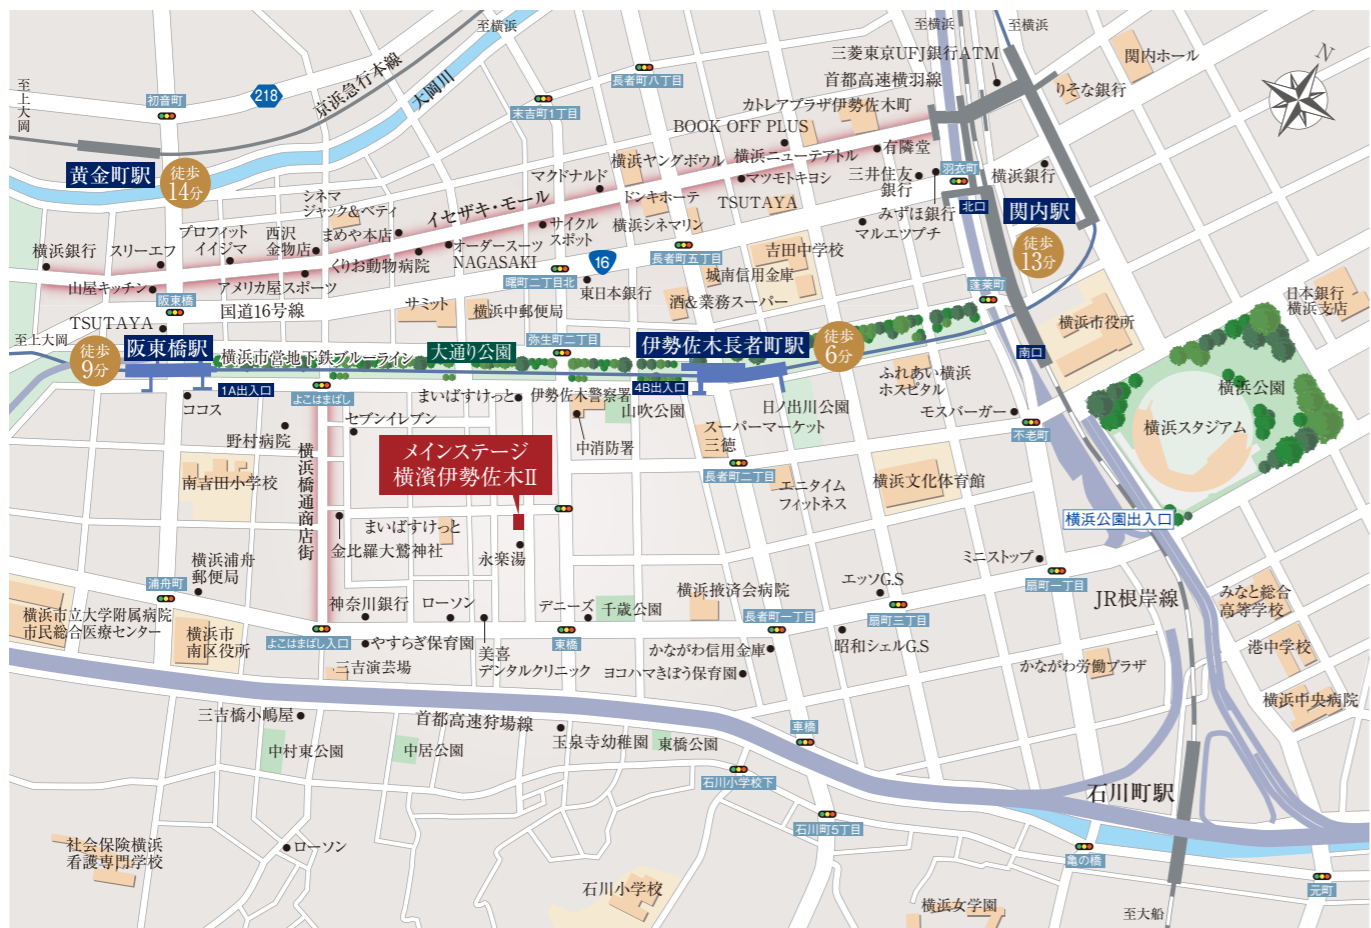 至横浜
至横浜
至横浜
三菱東京UFJ銀行ATM
関内ホール
N
首都高速横羽線
りそな銀行
長者町八丁目
至上大岡
初音町
218
京浜急行本線
大岡川
末吉町1丁目
カトレアプラザ伊勢佐木町
BOOK OFF PLUS
横浜ニューテアトル
有隣堂
黄金町駅
徒歩
14分
横浜ヤングボウル
マツモトキヨシ
三井住友
銀行
羽衣町
横浜銀行
マクドナルド
シネマ
ジャック&ベティ
イセザキ・モール
ドンキホーテ
TSUTAYA
みずほ銀行
北口
関内駅
徒歩
13分
横浜銀行
スリーエフ
プロフィット
イイジマ
西沢
金物店
まめや本店
くりお動物病院
オーダースーツ
NAGASAKI
サイクル
スポット
横浜シネマリン
マルエツプチ
長者町五丁目
吉田中学校
山屋キッチン
アメリカ屋スポーツ
曙町二丁目北
16
東日本銀行
城南信用金庫
酒&業務スーパー
蓬莱町
日本銀行
横浜支店
阪東橋
国道16号線
サミット
横浜中郵便局
横浜市役所
TSUTAYA
至上大岡
徒歩
9分
阪東橋駅
横浜市営地下鉄ブルーライン
大通り公園
弥生町二丁目
伊勢佐木長者町駅
徒歩
6分
南口
1A出入口
よこはまばし
まいばすけっと
伊勢佐木警察署
4B出入口
ふれあい横浜
ホスピタル
横浜公園
ココス
セブンイレブン
山吹公園
日ノ出川公園
モスバーガー
横浜スタジアム
野村病院
中消防署
スーパーマーケット
三徳
不老町
メインステージ
横濱伊勢佐木II
横浜橋通商店街
南吉田小学校
長者町二丁目
エニタイム
フィットネス
横浜文化体育館
横浜公園出入口
まいばすけっと
金比羅大鷲神社
永楽湯
横浜浦舟
郵便局
ミニストップ
浦舟町
横浜掖済会病院
エッソG.S
扇町一丁目
JR根岸線
みなと総合
高等学校
横浜市立大学附属病院
市民総合医療センター
横浜市
南区役所
神奈川銀行
ローソン
デニーズ
千歳公園
長者町一丁目
扇町三丁目
よこはまばし入口
やすらぎ保育園
美喜
デンタルクリニック
東橋
かながわ信用金庫
昭和シェルG.S
港中学校
三吉演芸場
ヨコハマきぼう保育園
かながわ労働プラザ
横浜中央病院
三吉橋小嶋屋
首都高速狩場線
車橋
中村東公園
中居公園
玉泉寺幼稚園
東橋公園
石川小学校下
石川町駅
石川町5丁目
社会保険横浜
看護専門学校
ローソン
亀の橋
石川小学校
元町
横浜女学園
至大船